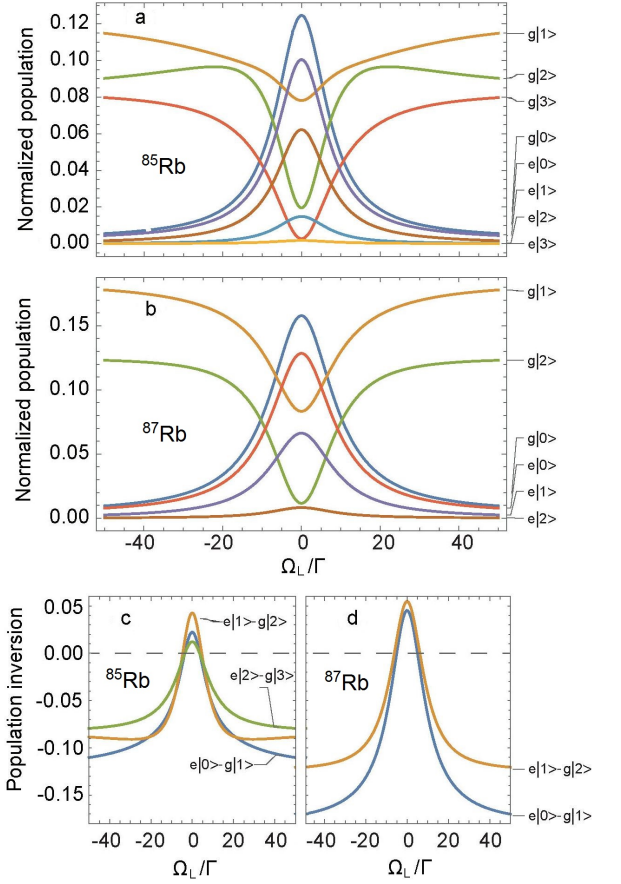 a
0.12
0.10
0.08
0.06
0.04
0.02
0.00
Normalized population
85Rb
g|1>
g|2>
g|3>
g|0>
e|0>
e|1>
e|2>
e|3>
b
0.15
0.10
0.05
0.00
Normalized population
87Rb
g|1>
g|2>
g|0>
e|0>
e|1>
e|2>
-40 -20 0 20 40
Ω_L/Γ
c
0.05
0.00
-0.05
-0.10
-0.15
Population inversion
85Rb
e|1>-g|2>
e|2>-g|3>
e|0>-g|1>
-40 -20 0 20 40
Ω_L/Γ
d
87Rb
e|1>-g|2>
e|0>-g|1>
-40 -20 0 20 40
Ω_L/Γ